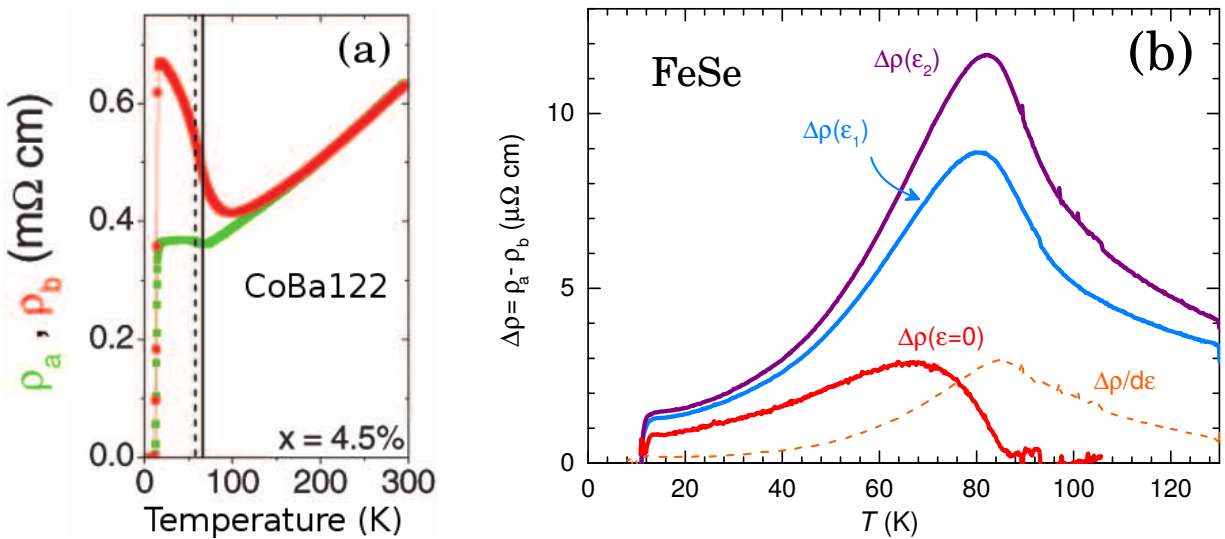 (a)
ρa , ρb (mΩ cm)
0.6
0.4
0.2
0.0
CoBa122
x = 4.5%
0 100 200 300
Temperature (K)
(b)
FeSe
Δρ(ε2)
Δρ(ε1)
Δρ(ε=0)
Δρ/dε
Δρ= ρa- ρb (μΩ cm)
10
5
0
0 20 40 60 80 100 120
T (K)